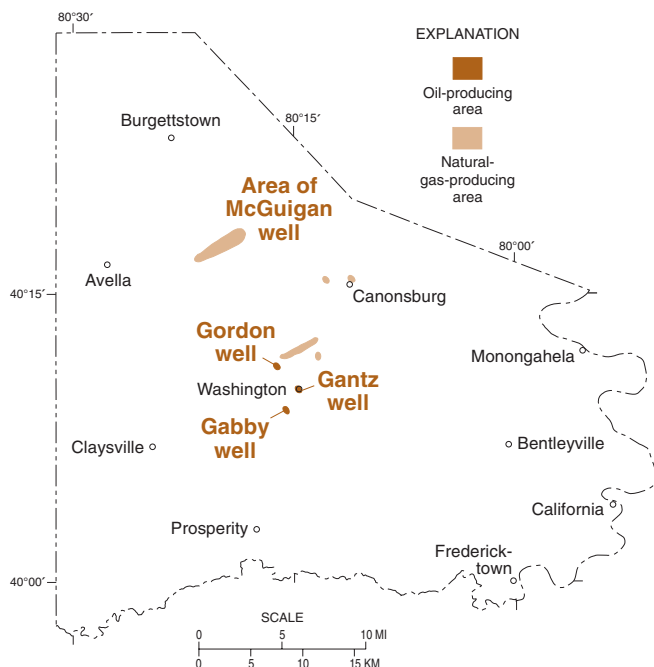 80°30'
EXPLANATION
Oil-producing
area
Natural-
gas-producing
area
80°15'
Burgettstown
Area of
McGuigan
well
80°00'
Avella
40°15'
Canonsburg
Gordon
well
Monongahela
Washington
Gantz
well
Gabby
well
Claysville
Bentleyville
California
Prosperity
Frederick-
town
40°00'
SCALE
0 5 10 MI
0 5 10 15 KM